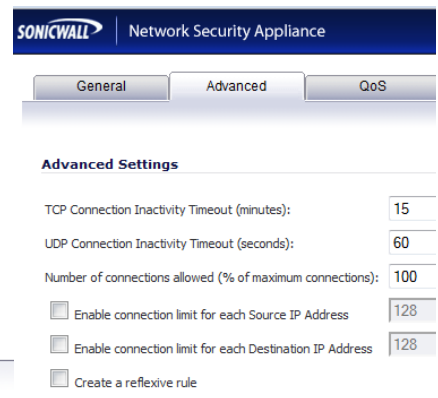 SONICWALL Network Security Appliance
General Advanced QoS
Advanced Settings
TCP Connection Inactivity Timeout (minutes): 15
UDP Connection Inactivity Timeout (seconds): 60
Number of connections allowed (% of maximum connections): 100
Enable connection limit for each Source IP Address 128
Enable connection limit for each Destination IP Address 128
Create a reflexive rule